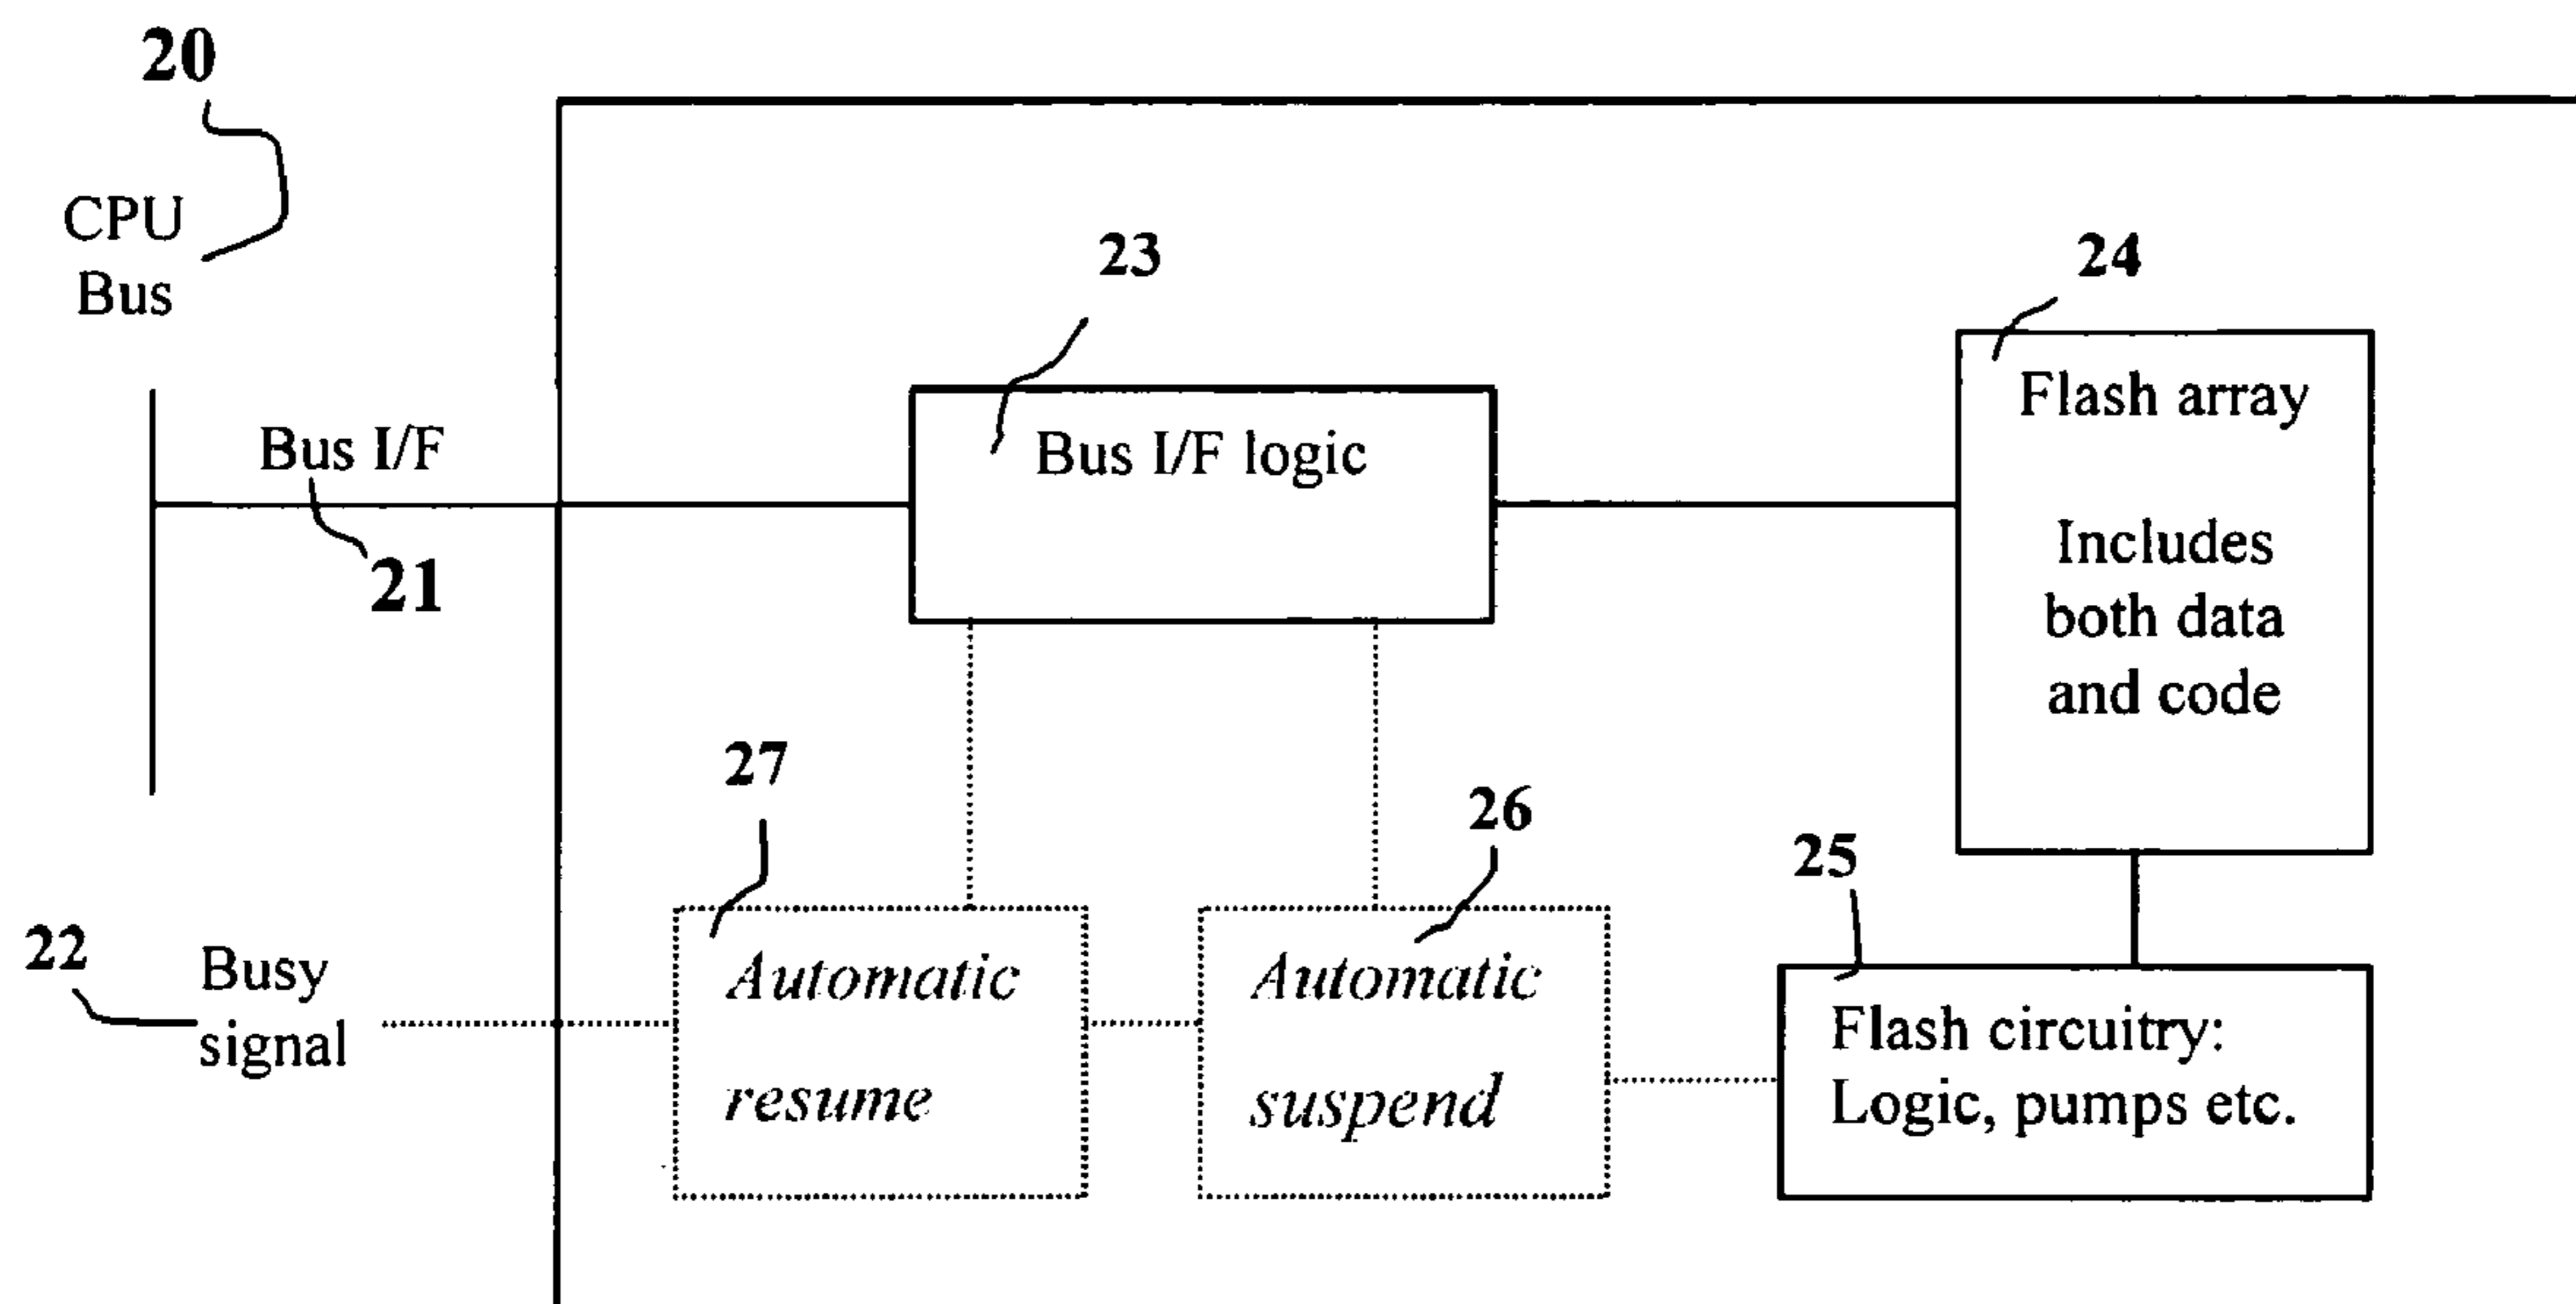 20
CPU
Bus
Bus I/F
21
23
Bus I/F logic
24
Flash array
Includes
both data
and code
27
Automatic
resume
26
Automatic
suspend
25
Flash circuitry:
Logic, pumps etc.
22
Busy
signal